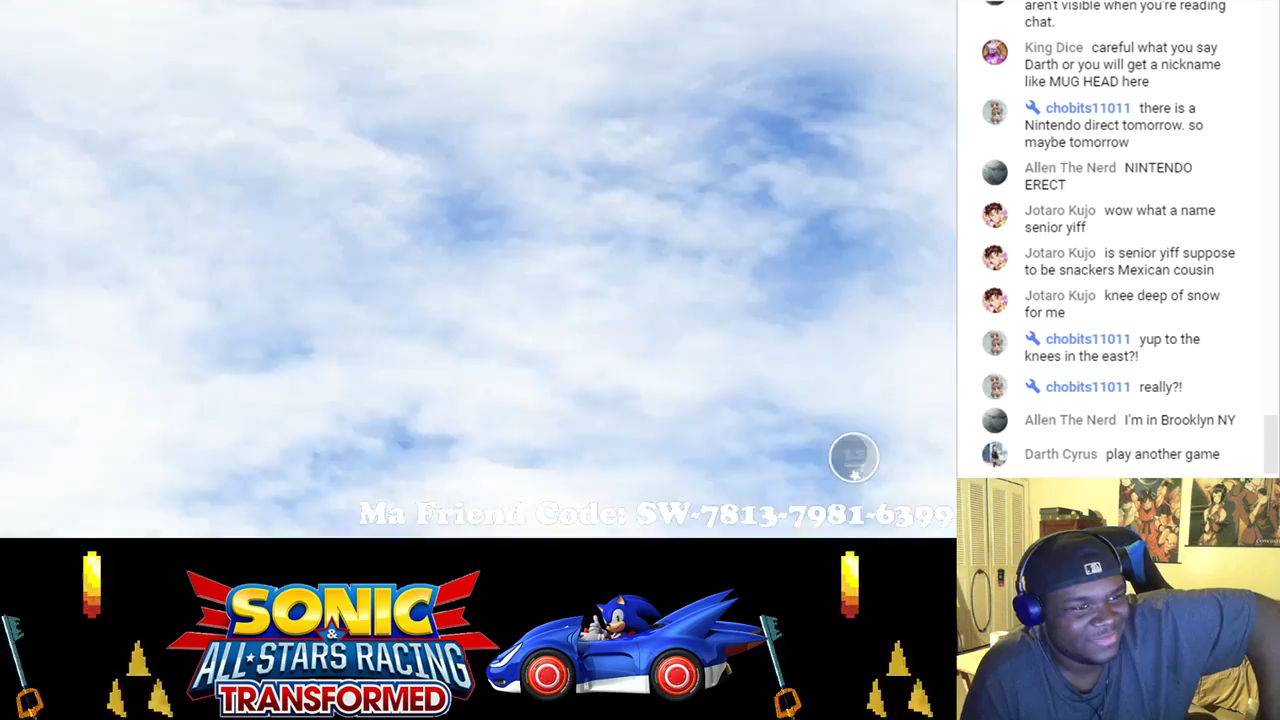 aren't visible when you're reading
chat.
King Dice careful what you say
Darth or you will get a nickname
like MUG HEAD here
chobits11011 there is a
Nintendo direct tomorrow. so
maybe tomorrow
Allen The Nerd NINTENDO
ERECT
Jotaro Kujo wow what a name
senior yiff
Jotaro Kujo is senior yiff suppose
to be snackers Mexican cousin
Jotaro Kujo knee deep of snow
for me
chobits11011 yup to the
knees in the east?!
chobits11011 really?!
Allen The Nerd I'm in Brooklyn NY
Darth Cyrus play another game
Ma Friend Code: SW-7813-7981-6399
SONIC
&
ALL★STARS RACING
TRANSFORMED